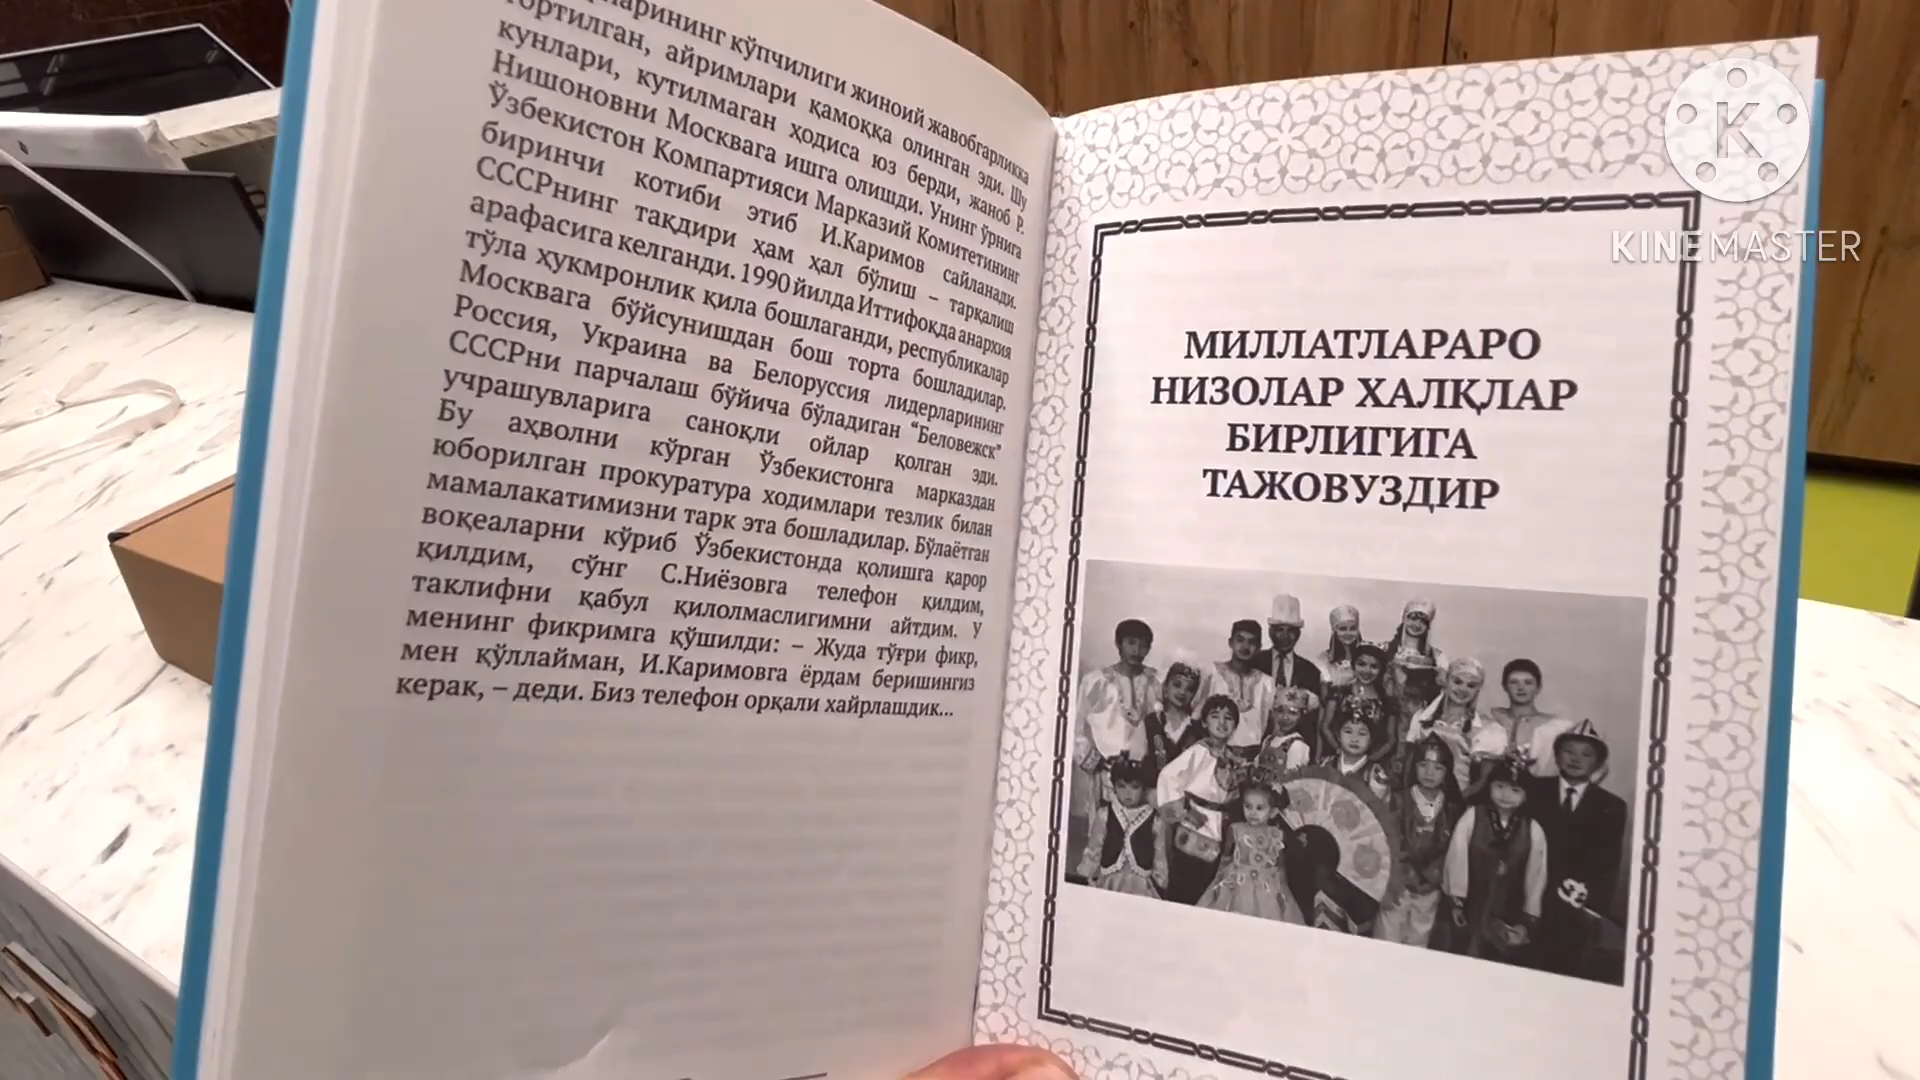 кўпчилиги жиноий жавобгарликка
тортилган, айримлари қамоққа олинган эди. Шу
кунлари, кутилмаган ҳодиса юз берди, жаноб Р.
Нишоновни Москвага ишга олишди. Унинг ўрнига
Ўзбекистон Компартияси Марказий Комитетининг
биринчи котиби этиб И.Каримов сайланади.
СССРнинг тақдири ҳам ҳал бўлиш – тарқалиш
арафасига келганди. 1990 йилда Иттифоқда анархия
тўла ҳукмронлик қила бошлаганди, республикалар
Москвага бўйсунишдан бош торта бошладилар.
Россия, Украина ва Белоруссия лидерларининг
СССРни парчалаш бўйича бўладиган “Беловежск”
учрашувларига саноқли ойлар қолган эди.
Бу аҳволни кўрган Ўзбекистонга марказдан
юборилган прокуратура ходимлари тезлик билан
мамалакатимизни тарк эта бошладилар. Бўлаётган
воқеаларни кўриб Ўзбекистонда қолишга қарор
қилдим, сўнг С.Ниёзовга телефон қилдим,
таклифни қабул қилолмаслигимни айтдим. У
менинг фикримга қўшилди: – Жуда тўғри фикр,
мен қўллайман, И.Каримовга ёрдам беришингиз
керак, – деди. Биз телефон орқали хайрлашдик...
МИЛЛАТЛАРАРО
НИЗОЛАР ХАЛҚЛАР
БИРЛИГИГА
ТАЖОВУЗДИР
K
KINEMASTER